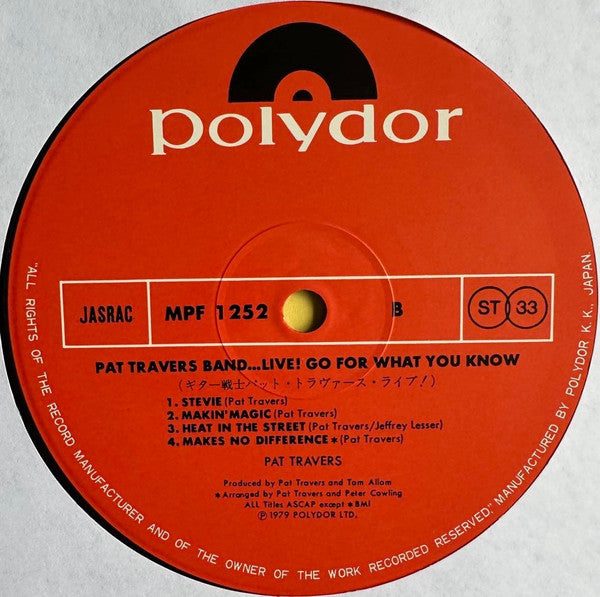 polydor
JASRAC
MPF 1252
B
ST 33
PAT TRAVERS BAND...LIVE! GO FOR WHAT YOU KNOW
(ギター戦士パット・トラヴァース・ライブ!)
1. STEVIE (Pat Travers)
2. MAKIN' MAGIC (Pat Travers)
3. HEAT IN THE STREET (Pat Travers/Jeffrey Lesser)
4. MAKES NO DIFFERENCE * (Pat Travers)
PAT TRAVERS
Produced by Pat Travers and Tom Allom
*Arranged by Pat Travers and Peter Cowling
ALL Titles ASCAP except *BMI
Ⓟ 1979 POLYDOR LTD.
"ALL RIGHTS OF THE RECORD MANUFACTURER AND OF THE OWNER OF THE WORK RECORDED RESERVED." MANUFACTURED BY POLYDOR K. K., JAPAN.